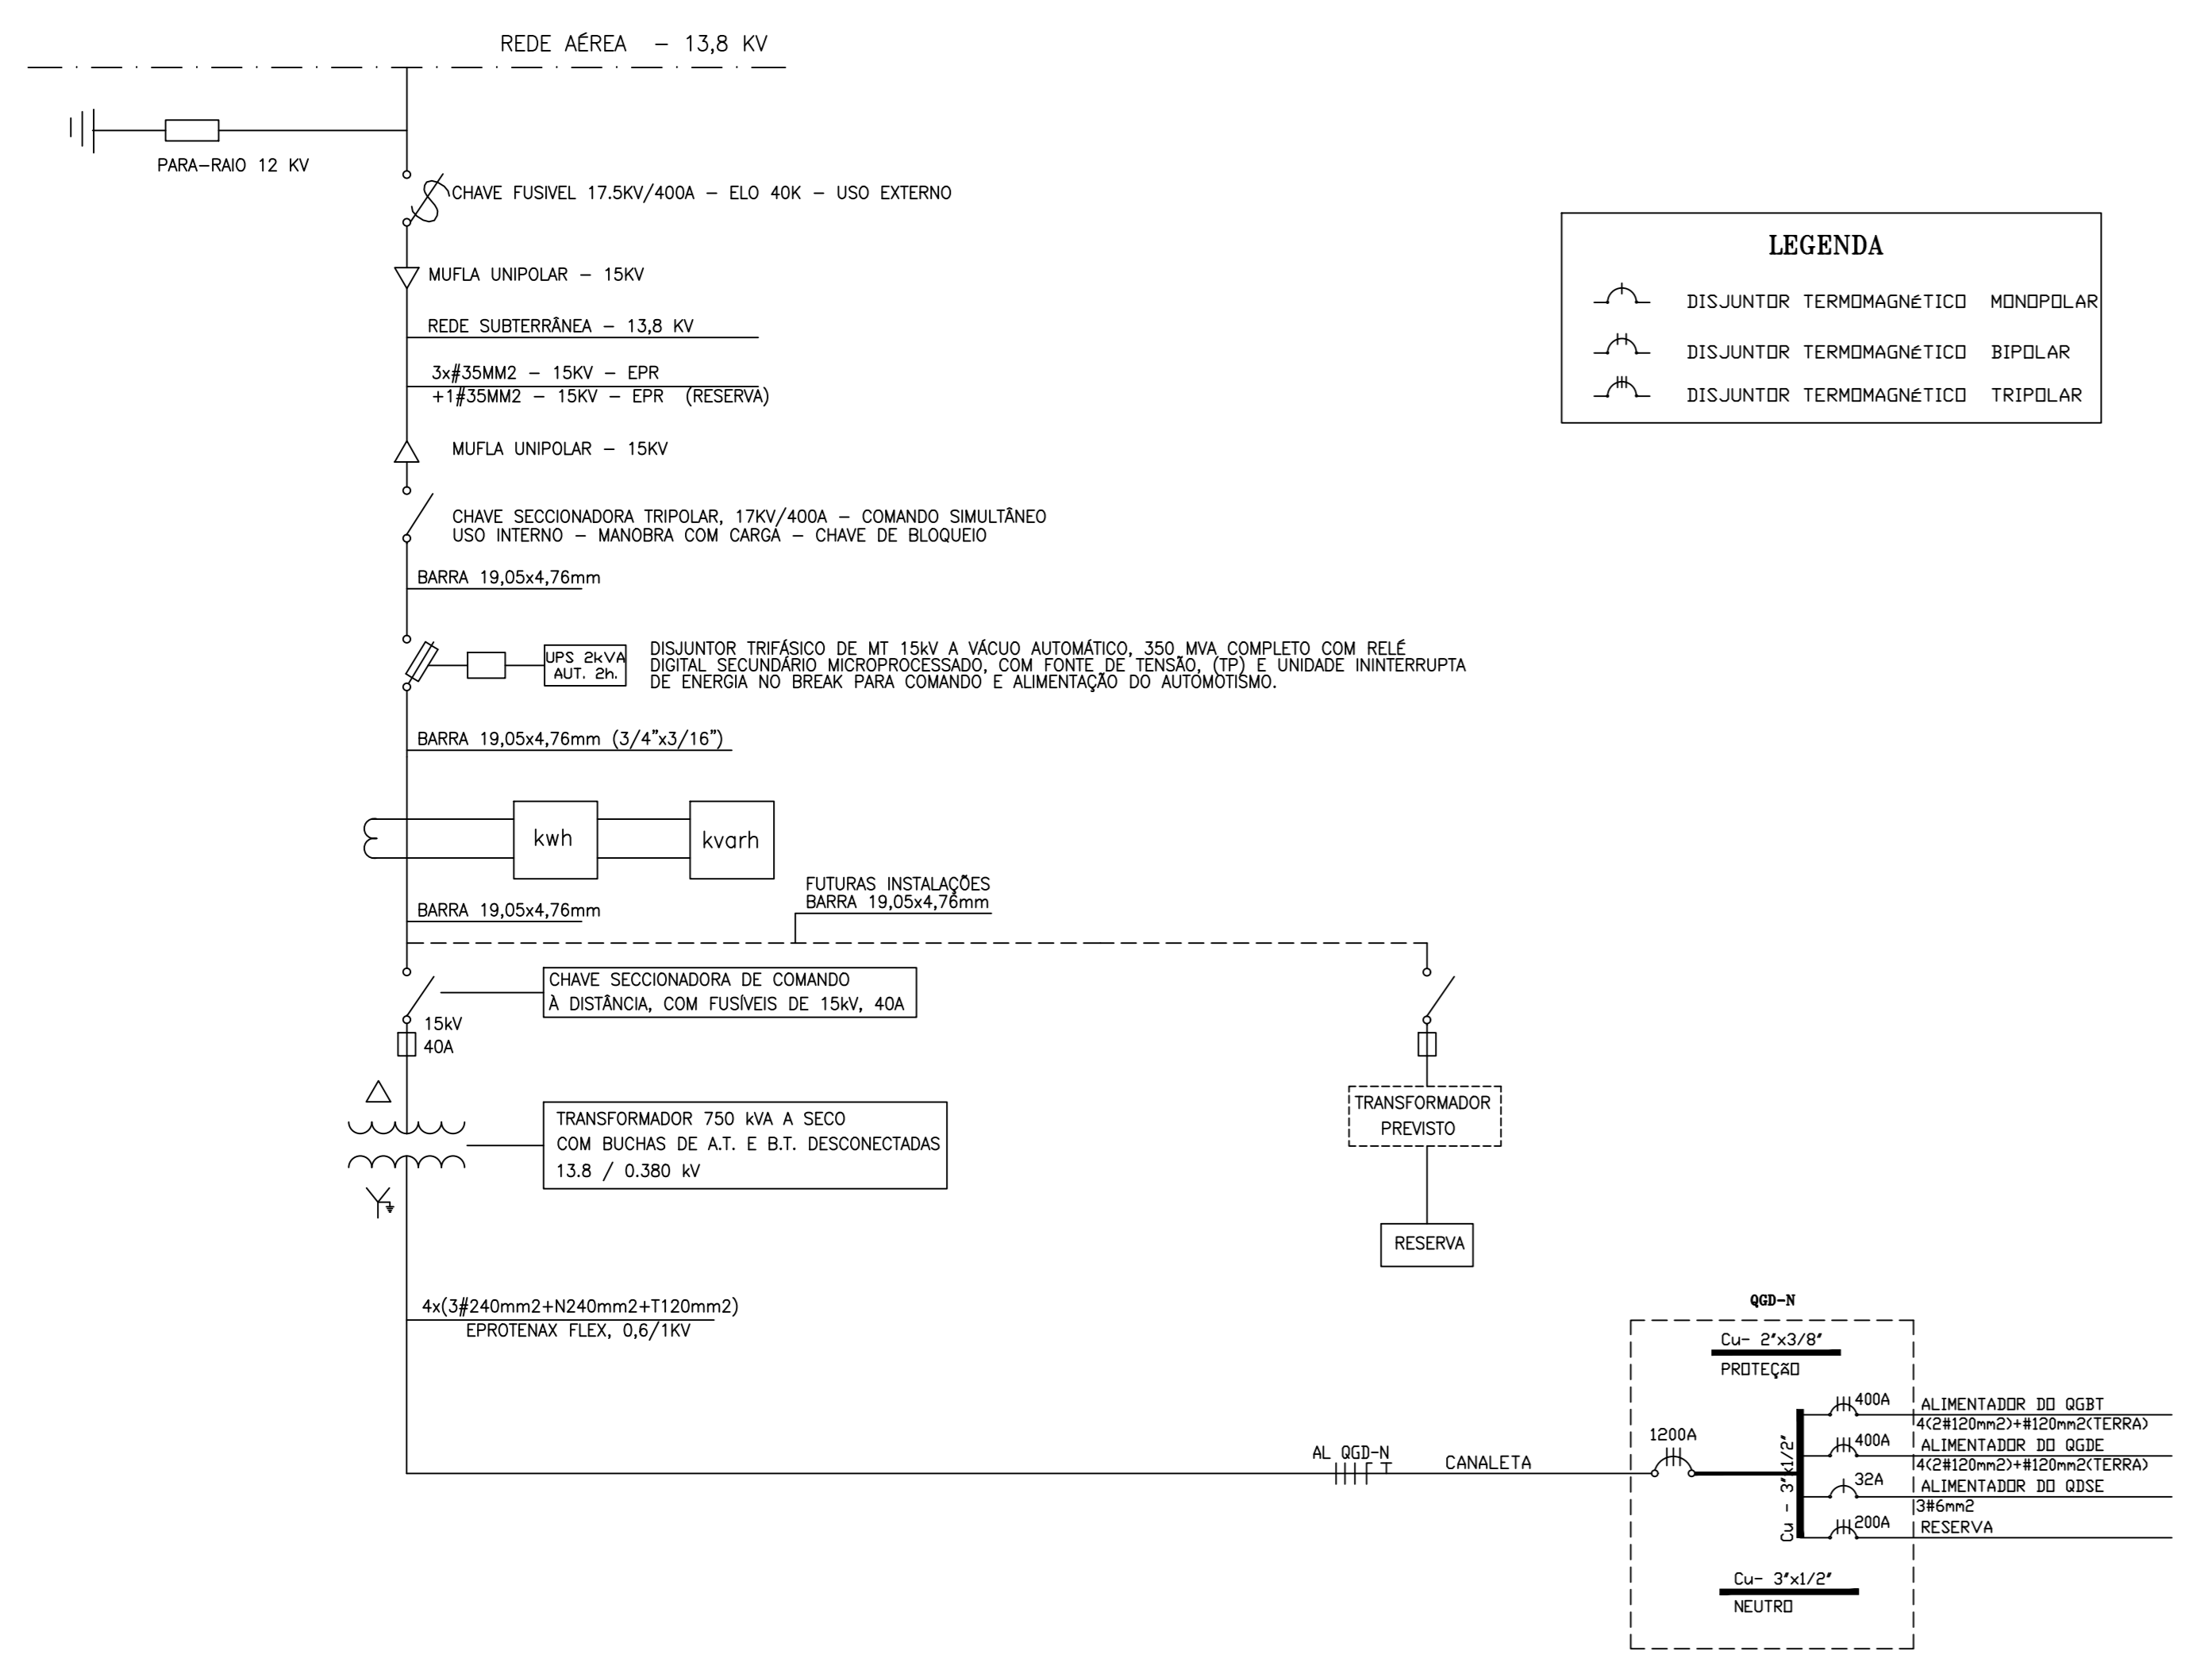 REDE AÉREA - 13,8 KV
PARA-RAIO 12 KV
CHAVE FUSIVEL 17.5KV/400A - ELO 40K - USO EXTERNO
MUFLA UNIPOLAR - 15KV
REDE SUBTERRÂNEA - 13,8 KV
3x#35MM2 - 15KV - EPR
+1#35MM2 - 15KV - EPR (RESERVA)
MUFLA UNIPOLAR - 15KV
CHAVE SECCIONADORA TRIPOLAR, 17KV/400A - COMANDO SIMULTÂNEO
USO INTERNO - MANOBRA COM CARGA - CHAVE DE BLOQUEIO
BARRA 19,05x4,76mm
UPS 2kVA
AUT. 2h.
DISJUNTOR TRIFÁSICO DE MT 15kV A VÁCUO AUTOMÁTICO, 350 MVA COMPLETO COM RELÉ
DIGITAL SECUNDÁRIO MICROPROCESSADO, COM FONTE DE TENSÃO, (TP) E UNIDADE ININTERRUPTA
DE ENERGIA NO BREAK PARA COMANDO E ALIMENTAÇÃO DO AUTOMOTISMO.
BARRA 19,05x4,76mm (3/4"x3/16")
kwh
kvarh
BARRA 19,05x4,76mm
FUTURAS INSTALAÇÕES
BARRA 19,05x4,76mm
CHAVE SECCIONADORA DE COMANDO
À DISTÂNCIA, COM FUSÍVEIS DE 15kV, 40A
15kV
40A
TRANSFORMADOR 750 kVA A SECO
COM BUCHAS DE A.T. E B.T. DESCONECTADAS
13.8 / 0.380 kV
TRANSFORMADOR
PREVISTO
RESERVA
4x(3#240mm2+N240mm2+T120mm2)
EPROTENAX FLEX, 0,6/1KV
AL QGD-N
CANALETA
LEGENDA
DISJUNTOR TERMOMAGNÉTICO MONOPOLAR
DISJUNTOR TERMOMAGNÉTICO BIPOLAR
DISJUNTOR TERMOMAGNÉTICO TRIPOLAR
QGD-N
Cu- 2"x3/8"
PROTEÇÃO
1200A
Cu - 3"x1/2"
400A
ALIMENTADOR DO QGBT
4(2#120mm2)+#120mm2(TERRA)
400A
ALIMENTADOR DO QGDE
4(2#120mm2)+#120mm2(TERRA)
32A
ALIMENTADOR DO QDSE
3#6mm2
200A
RESERVA
Cu- 3"x1/2"
NEUTRO